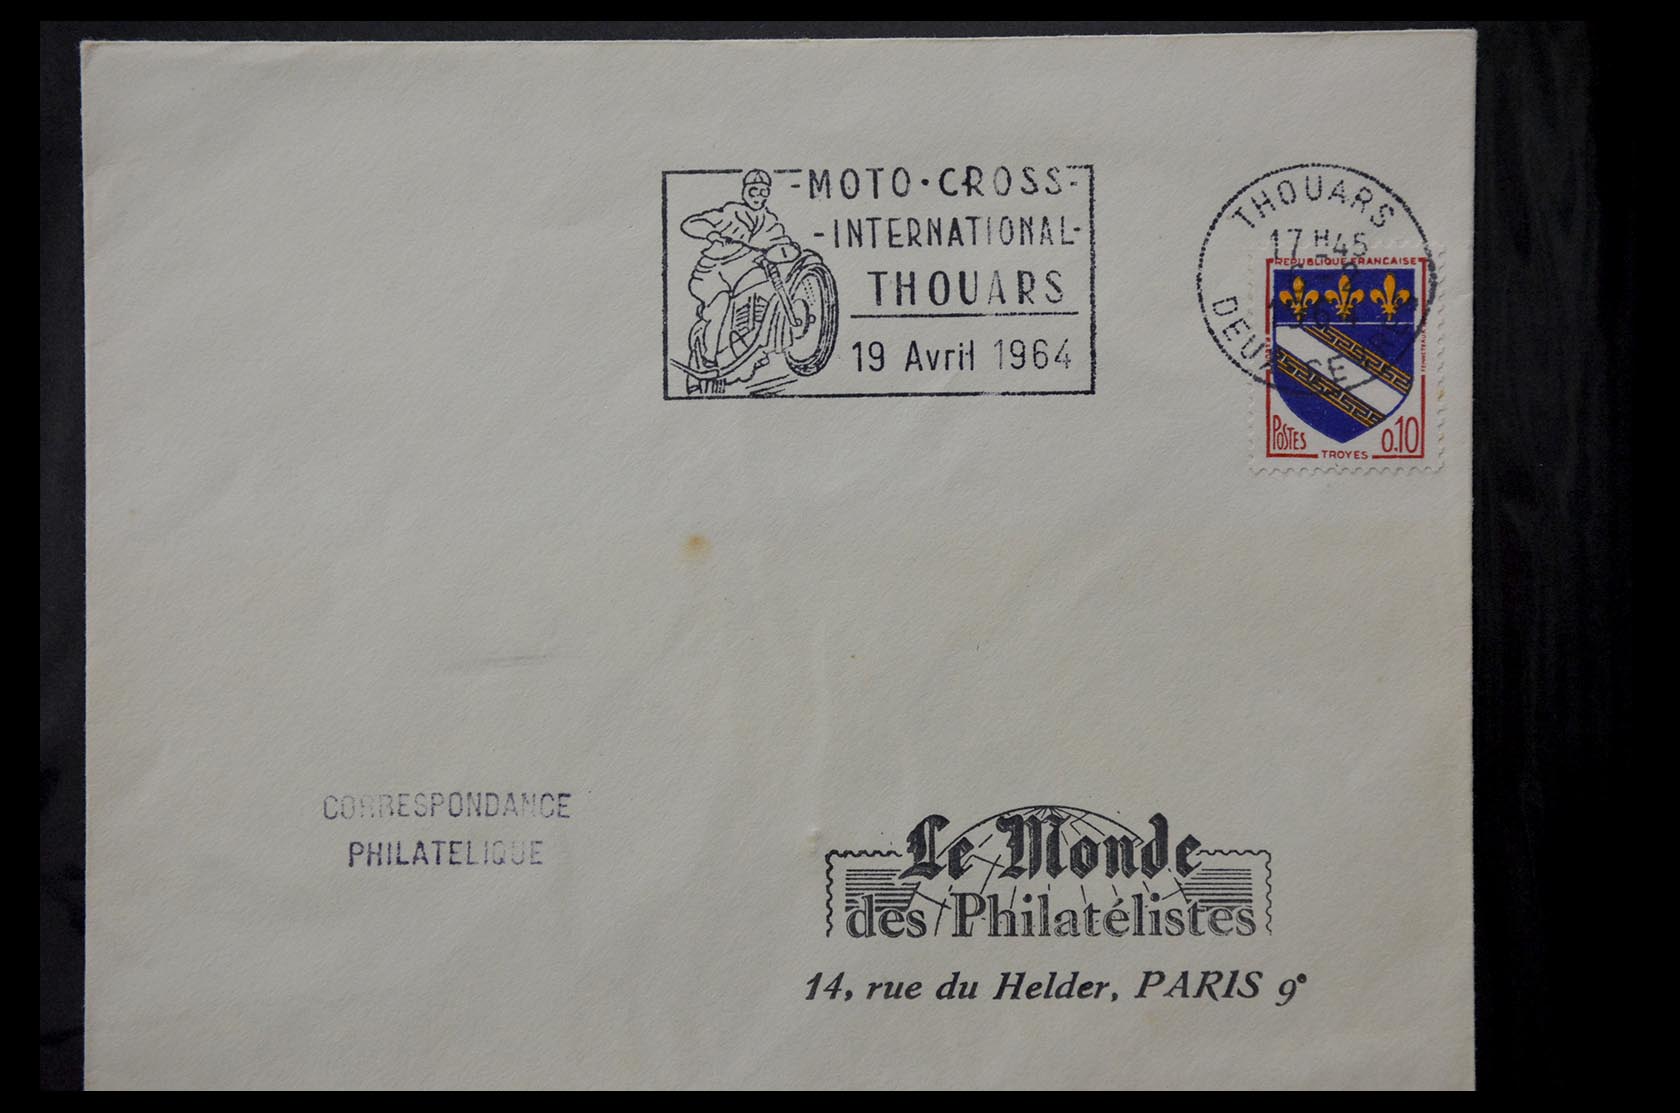 -MOTO·CROSS-
-INTERNATIONAL-
THOUARS
19 Avril 1964
THOUARS
17 H 45
DEUX
REPUBLIQUE FRANCAISE
POSTES
0,10
TROYES
CORRESPONDANCE
PHILATELIQUE
Le Monde
des Philatélistes
14, rue du Helder, PARIS 9e